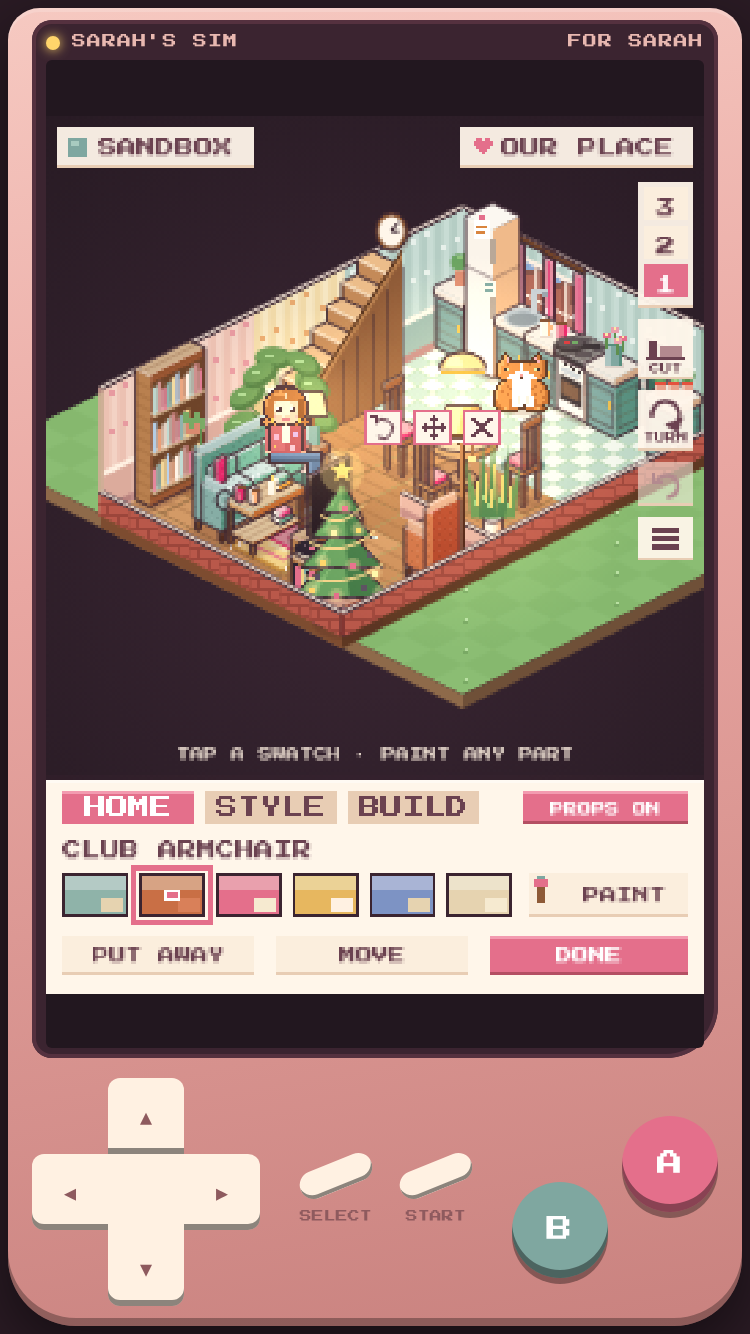 SARAH'S SIM
FOR SARAH
SANDBOX
OUR PLACE
3
2
1
CUT
TURN
TAP A SWATCH · PAINT ANY PART
HOME
STYLE
BUILD
PROPS ON
CLUB ARMCHAIR
PAINT
PUT AWAY
MOVE
DONE
SELECT
START
B
A